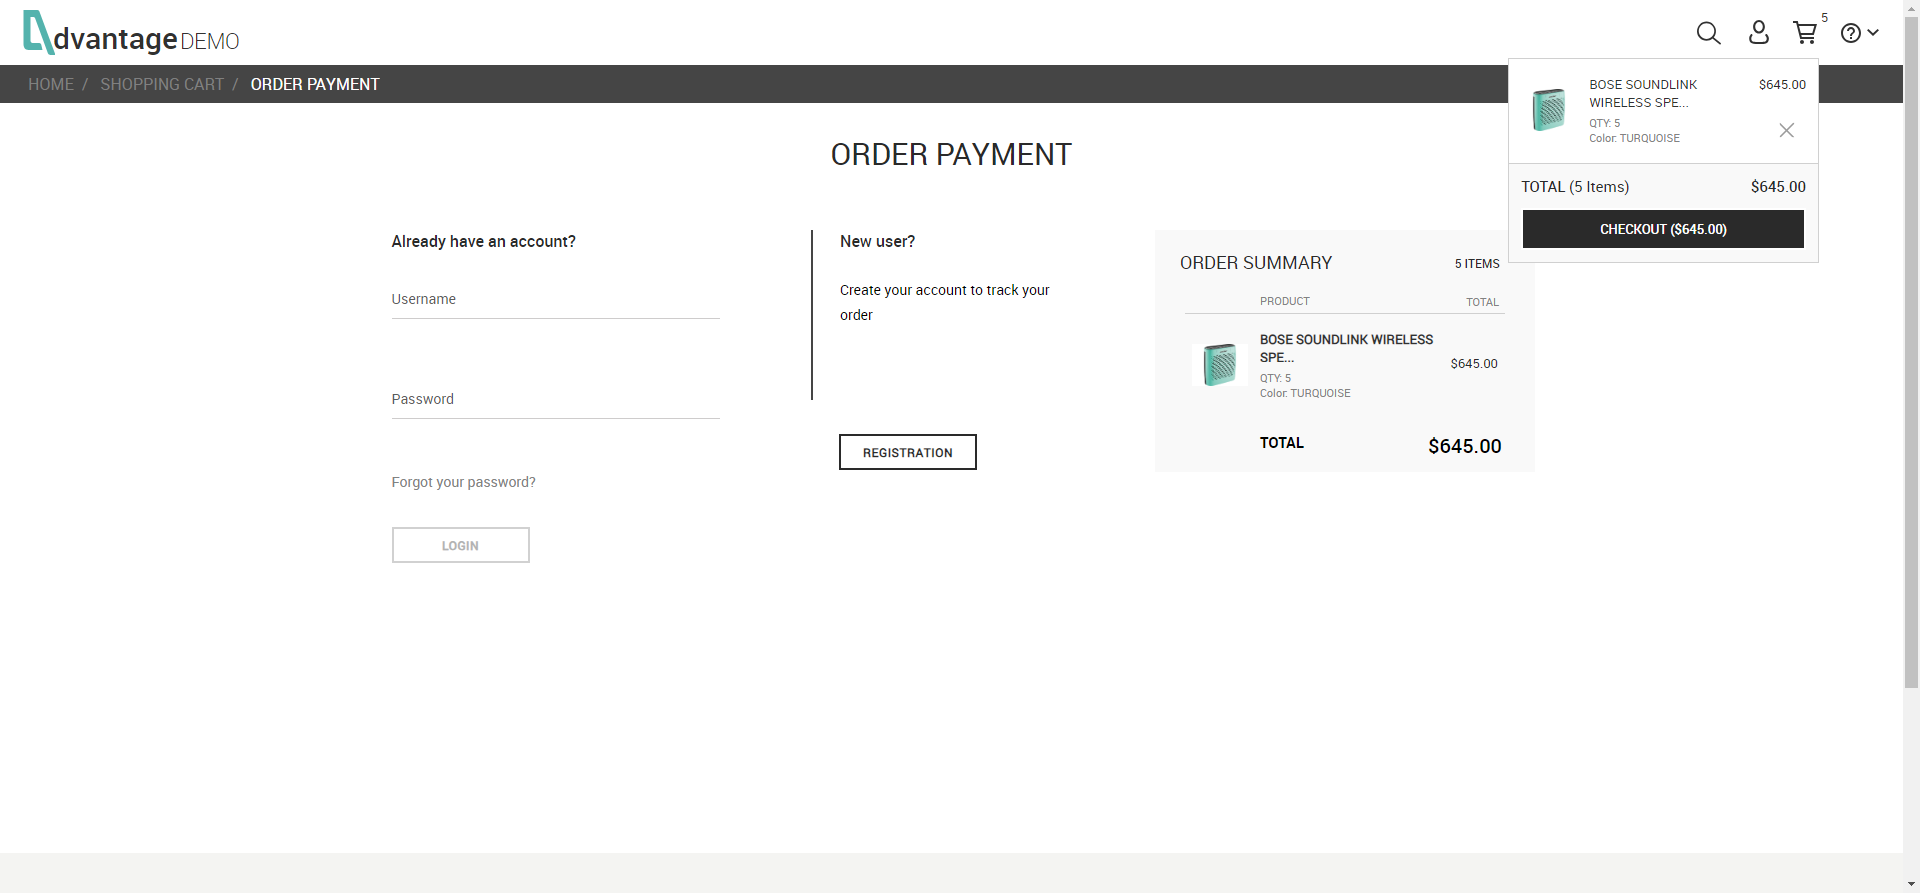 dvantage DEMO
5
HOME / SHOPPING CART / ORDER PAYMENT
BOSE SOUNDLINK
WIRELESS SPE...
$645.00
QTY: 5
Color: TURQUOISE
TOTAL (5 Items) $645.00
CHECKOUT ($645.00)
ORDER PAYMENT
Already have an account?
Username
Password
Forgot your password?
LOGIN
New user?
Create your account to track your
order
REGISTRATION
ORDER SUMMARY 5 ITEMS
PRODUCT TOTAL
BOSE SOUNDLINK WIRELESS
SPE...
$645.00
QTY: 5
Color: TURQUOISE
TOTAL $645.00